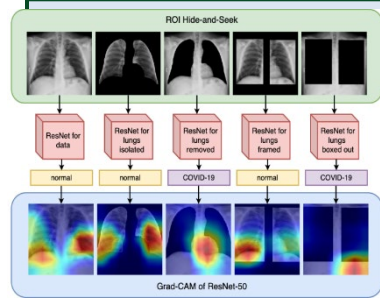 ROI Hide-and-Seek
ResNet for
data
ResNet for
lungs
isolated
ResNet for
lungs
removed
ResNet for
lungs
framed
ResNet for
lungs
boxed out
normal
normal
COVID-19
normal
COVID-19
Grad-CAM of ResNet-50